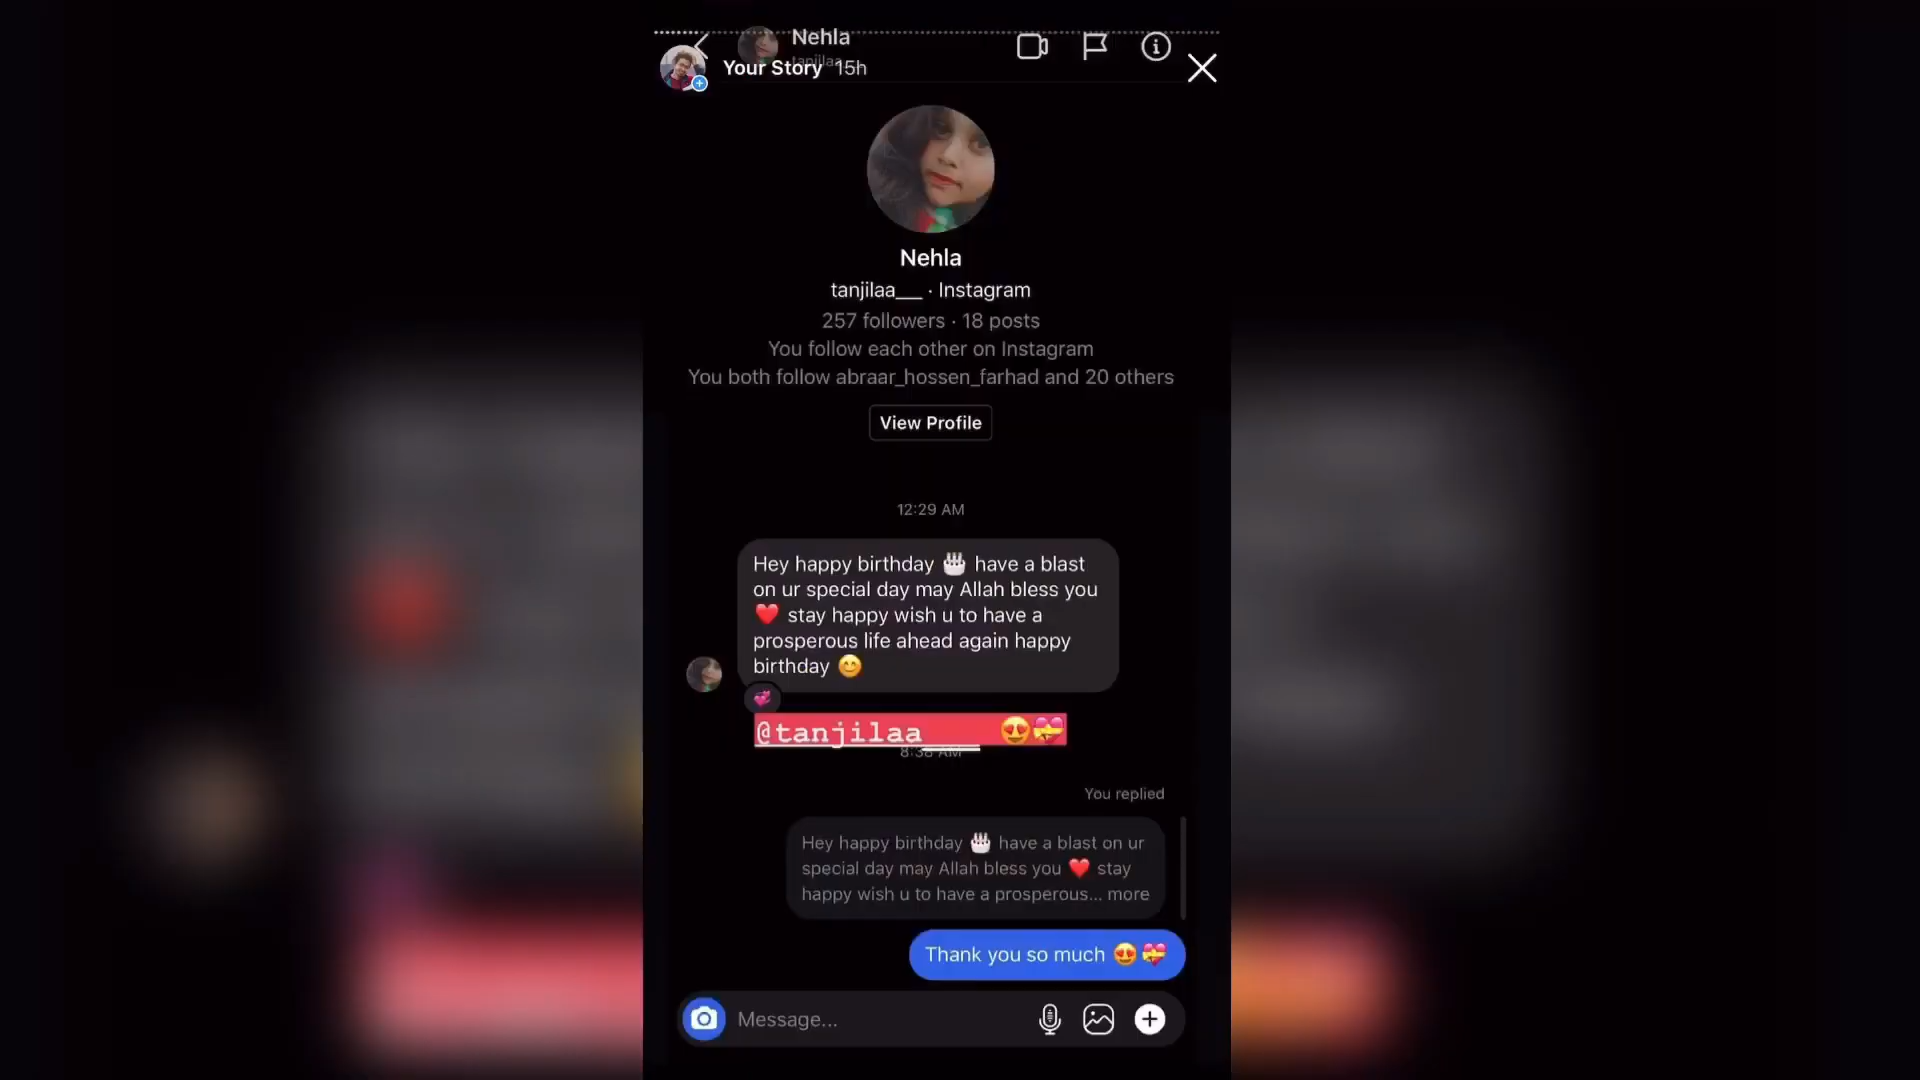 Nehla
tanjilaa__
Your Story 15h
Nehla
tanjilaa___ · Instagram
257 followers · 18 posts
You follow each other on Instagram
You both follow abraar_hossen_farhad and 20 others
View Profile
12:29 AM
Hey happy birthday 🎂 have a blast
on ur special day may Allah bless you
❤️ stay happy wish u to have a
prosperous life ahead again happy
birthday 😊
💞
@tanjilaa___ 😍💝
8:38 AM
You replied
Hey happy birthday 🎂 have a blast on ur
special day may Allah bless you ❤️ stay
happy wish u to have a prosperous... more
Thank you so much 😍💝
Message...